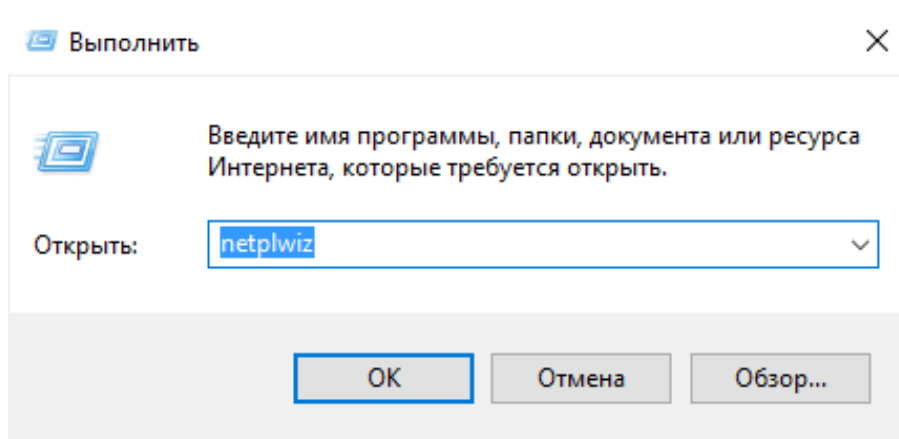 Выполнить
Введите имя программы, папки, документа или ресурса
Интернета, которые требуется открыть.
Открыть: netplwiz
OK Отмена Обзор...